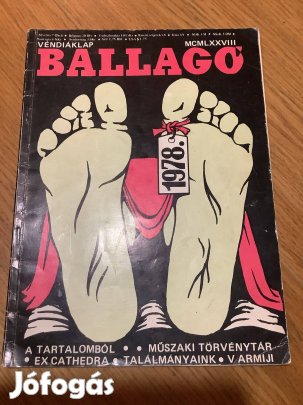 VÉNDIÁKLAP MCMLXXVIII
BALLAGÓ
1978.
A TARTALOMBÓL • • MŰSZAKI TÖRVÉNYTÁR
• EX CATHEDRA • TALÁLMÁNYAINK • V ARMIJI
Jófogás